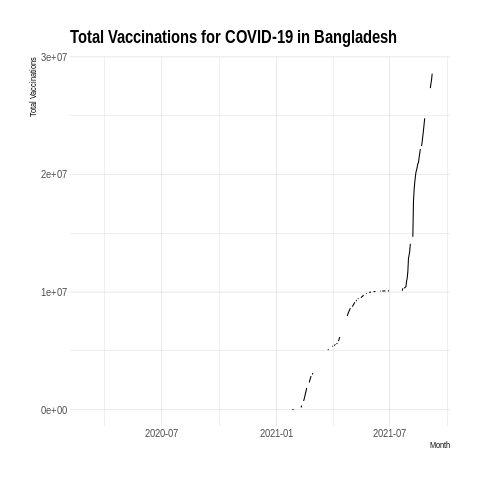 Total Vaccinations for COVID-19 in Bangladesh
Total Vaccinations
3e+07
2e+07
1e+07
0e+00
2020-07
2021-01
2021-07
Month